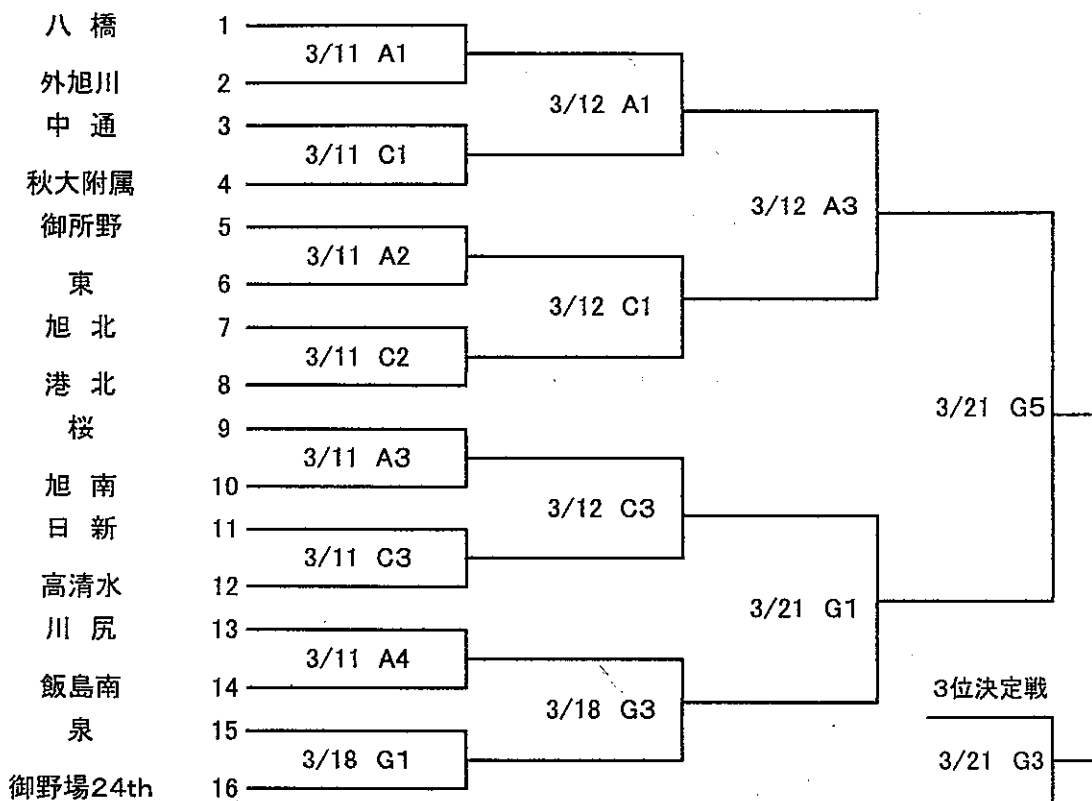 八橋 1
3/11 A1
外旭川 2
3/12 A1
中通 3
3/11 C1
秋大附属 4
3/12 A3
御所野 5
3/11 A2
東 6
3/12 C1
旭北 7
3/11 C2
港北 8
3/21 G5
桜 9
3/11 A3
旭南 10
3/12 C3
日新 11
3/11 C3
高清水 12
3/21 G1
川尻 13
3/11 A4
飯島南 14
3位決定戦
3/18 G3
泉 15
3/18 G1
3/21 G3
御野場24th 16